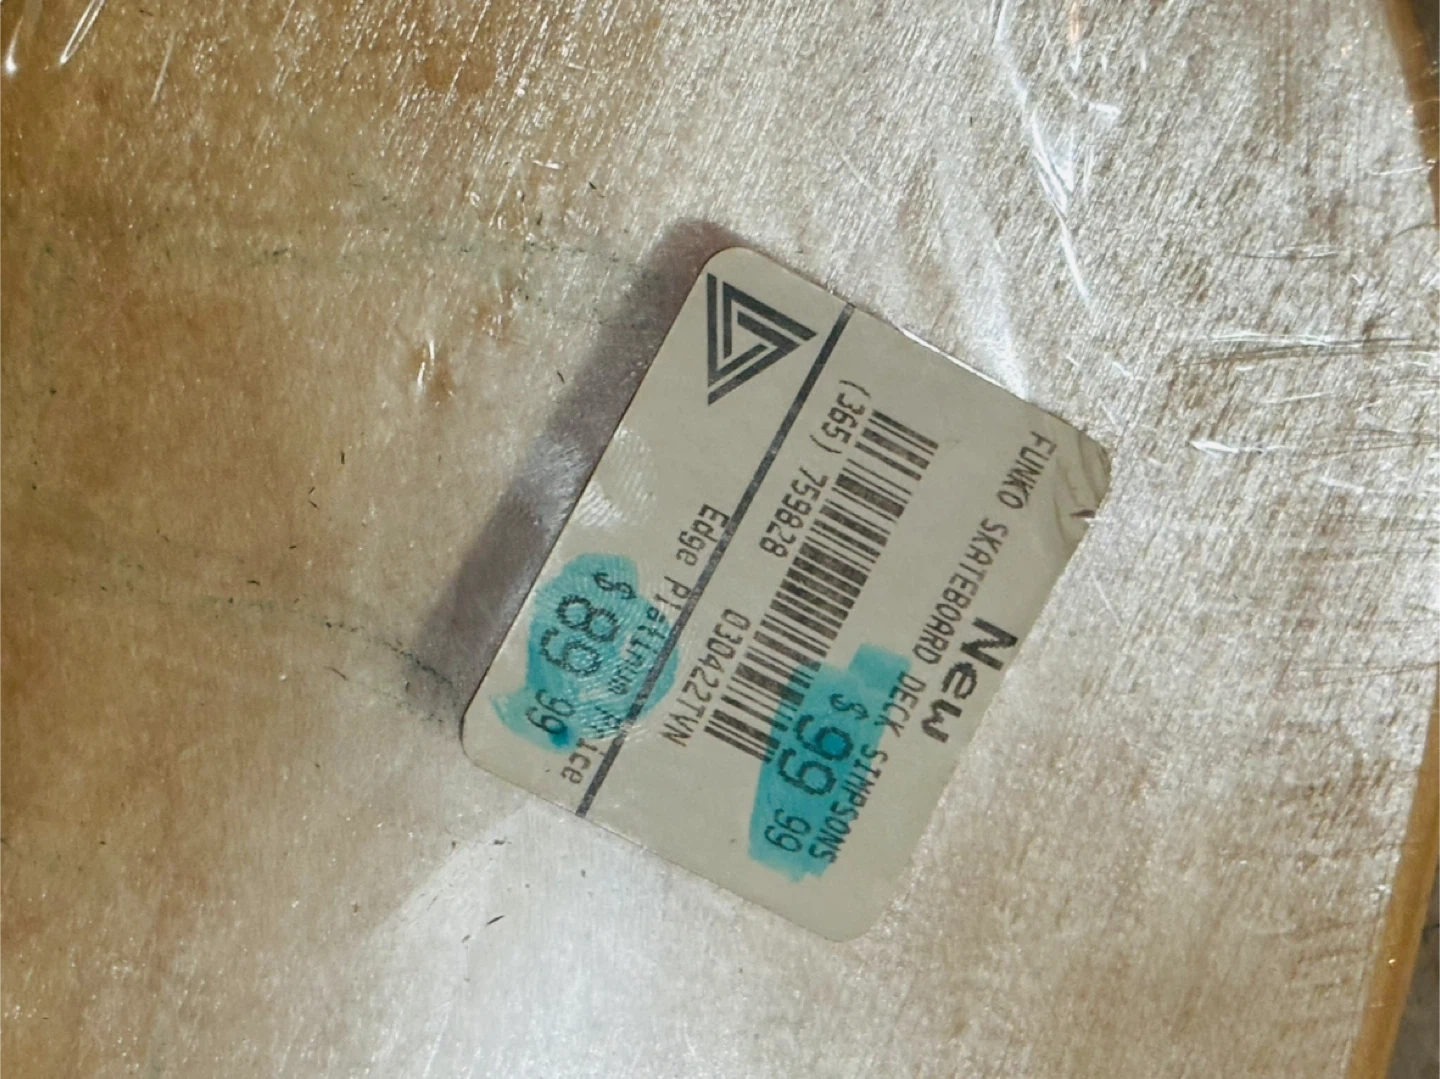 New
FUNKO SKATEBOARD DECK SIMPSONS
$ 99 99
(365) 759828 030422TVN
Edge Platinum Price
$ 89 99